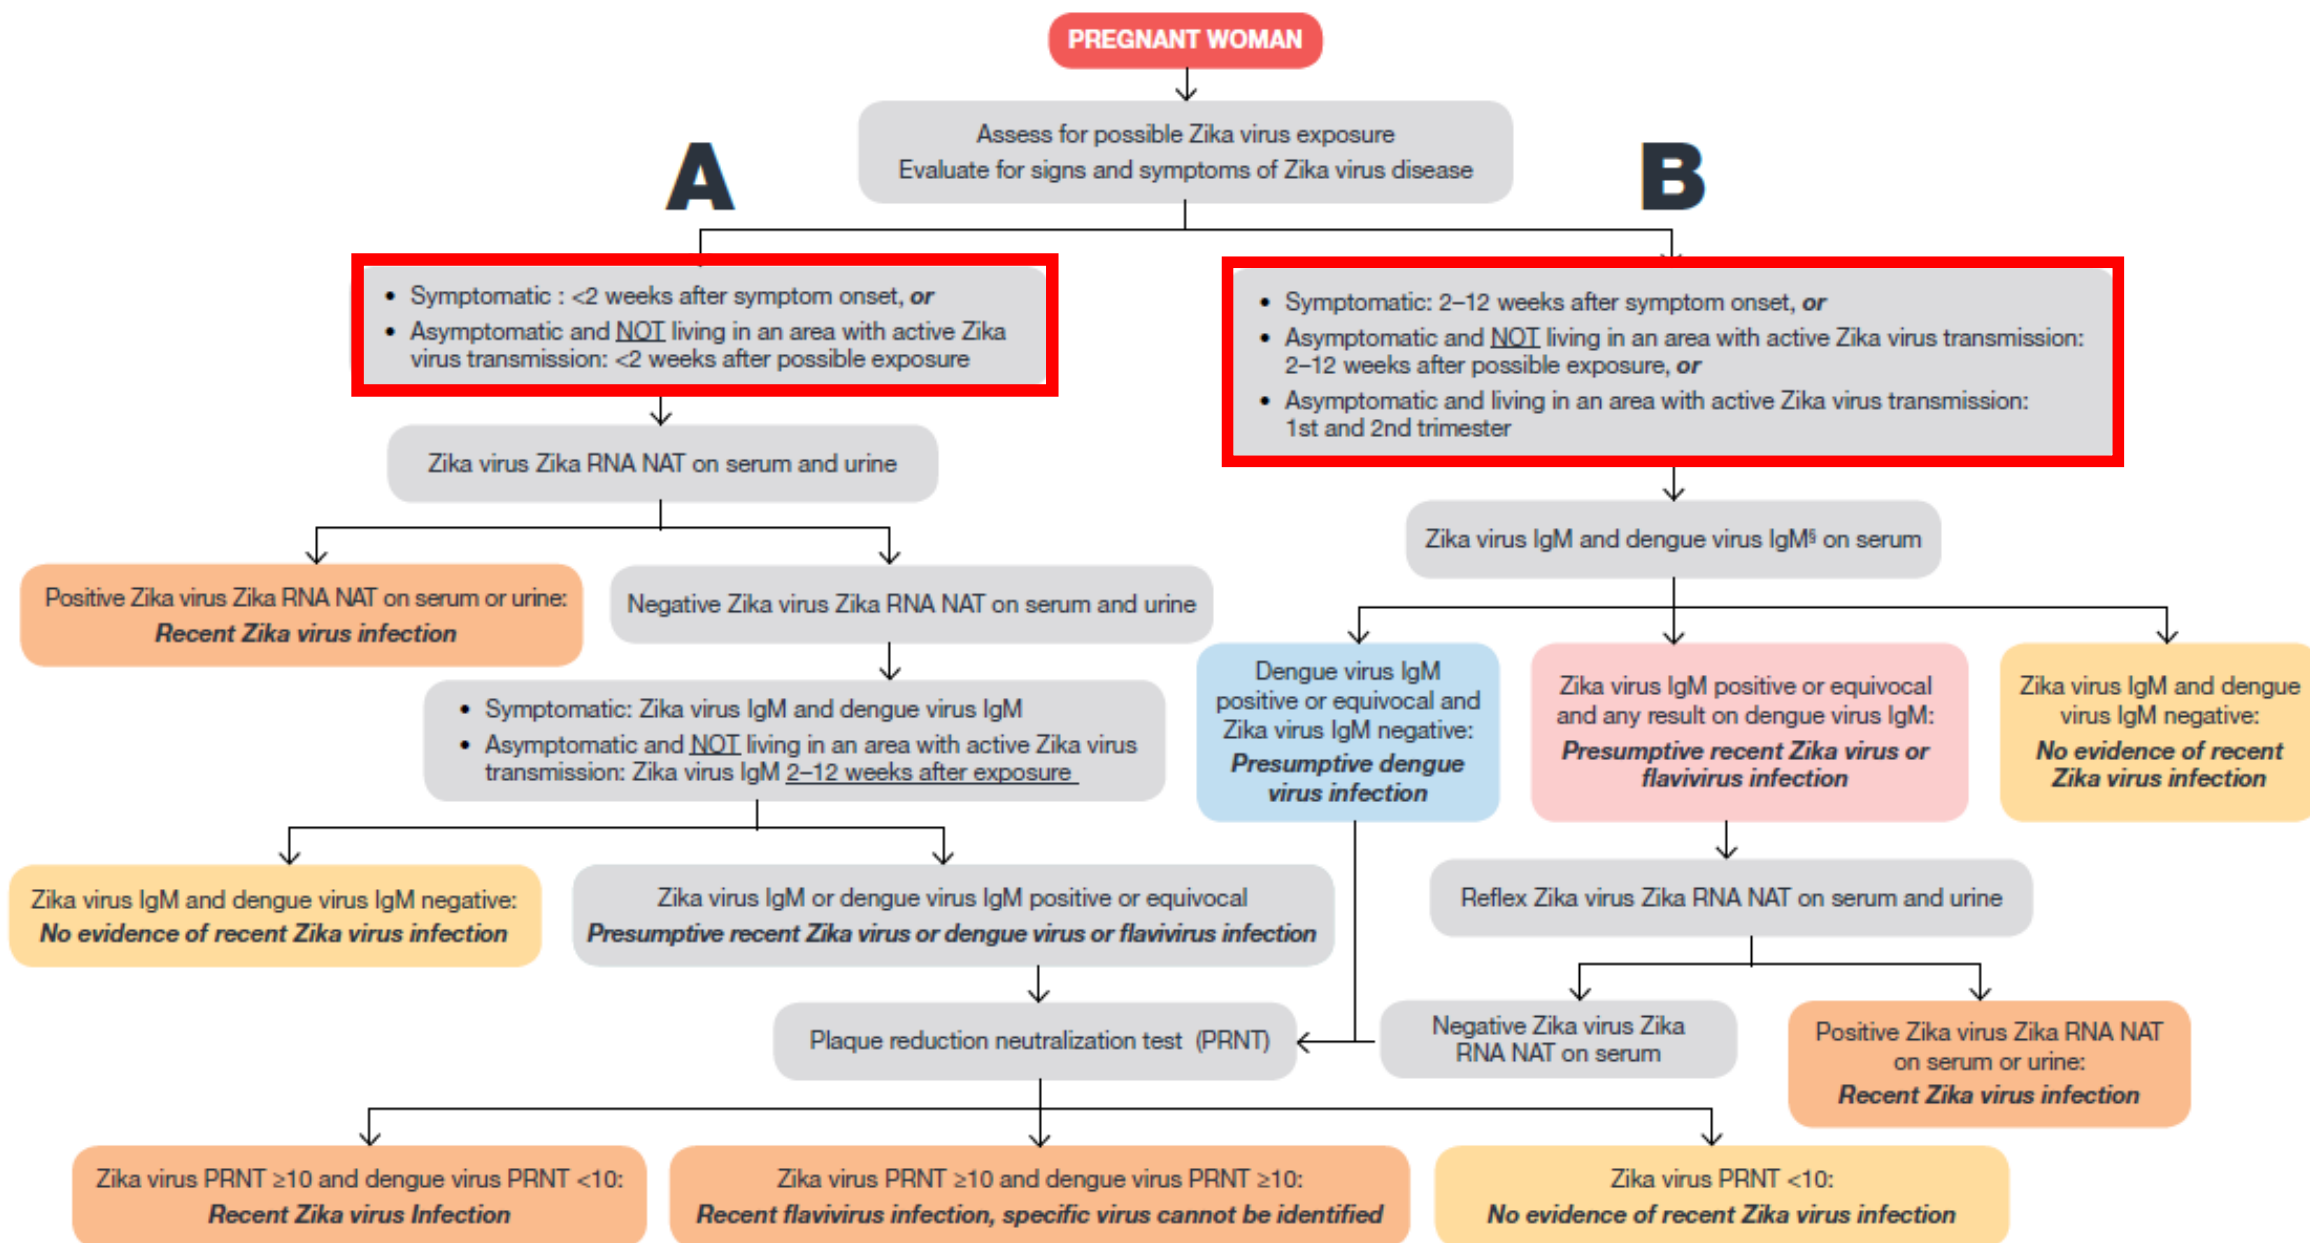 PREGNANT WOMAN
Assess for possible Zika virus exposure
Evaluate for signs and symptoms of Zika virus disease
A
B
• Symptomatic : <2 weeks after symptom onset, or
• Asymptomatic and NOT living in an area with active Zika
virus transmission: <2 weeks after possible exposure
• Symptomatic: 2–12 weeks after symptom onset, or
• Asymptomatic and NOT living in an area with active Zika virus transmission:
2–12 weeks after possible exposure, or
• Asymptomatic and living in an area with active Zika virus transmission:
1st and 2nd trimester
Zika virus Zika RNA NAT on serum and urine
Zika virus IgM and dengue virus IgM§ on serum
Positive Zika virus Zika RNA NAT on serum or urine:
Recent Zika virus infection
Negative Zika virus Zika RNA NAT on serum and urine
Dengue virus IgM
positive or equivocal and
Zika virus IgM negative:
Presumptive dengue
virus infection
Zika virus IgM positive or equivocal
and any result on dengue virus IgM:
Presumptive recent Zika virus or
flavivirus infection
Zika virus IgM and dengue
virus IgM negative:
No evidence of recent
Zika virus infection
• Symptomatic: Zika virus IgM and dengue virus IgM
• Asymptomatic and NOT living in an area with active Zika virus
transmission: Zika virus IgM 2–12 weeks after exposure
Zika virus IgM and dengue virus IgM negative:
No evidence of recent Zika virus infection
Zika virus IgM or dengue virus IgM positive or equivocal
Presumptive recent Zika virus or dengue virus or flavivirus infection
Reflex Zika virus Zika RNA NAT on serum and urine
Plaque reduction neutralization test (PRNT)
Negative Zika virus Zika
RNA NAT on serum
Positive Zika virus Zika RNA NAT
on serum or urine:
Recent Zika virus infection
Zika virus PRNT ≥10 and dengue virus PRNT <10:
Recent Zika virus Infection
Zika virus PRNT ≥10 and dengue virus PRNT ≥10:
Recent flavivirus infection, specific virus cannot be identified
Zika virus PRNT <10:
No evidence of recent Zika virus infection